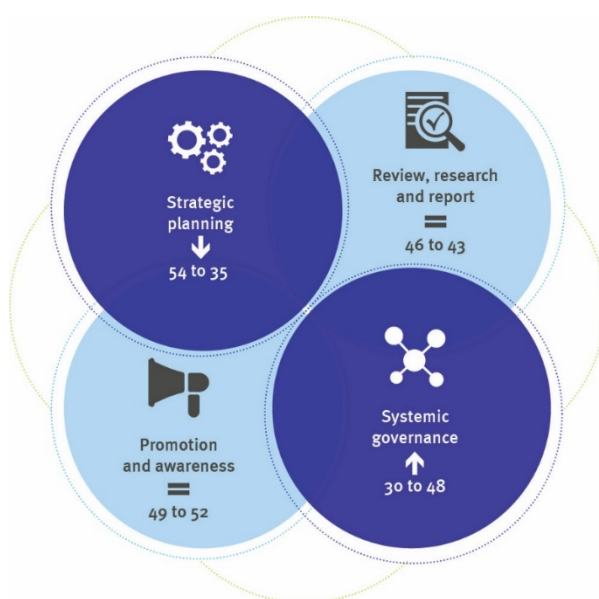 Strategic
planning
54 to 35
Review, research
and report
=
46 to 43
Promotion
and awareness
=
49 to 52
Systemic
governance
30 to 48